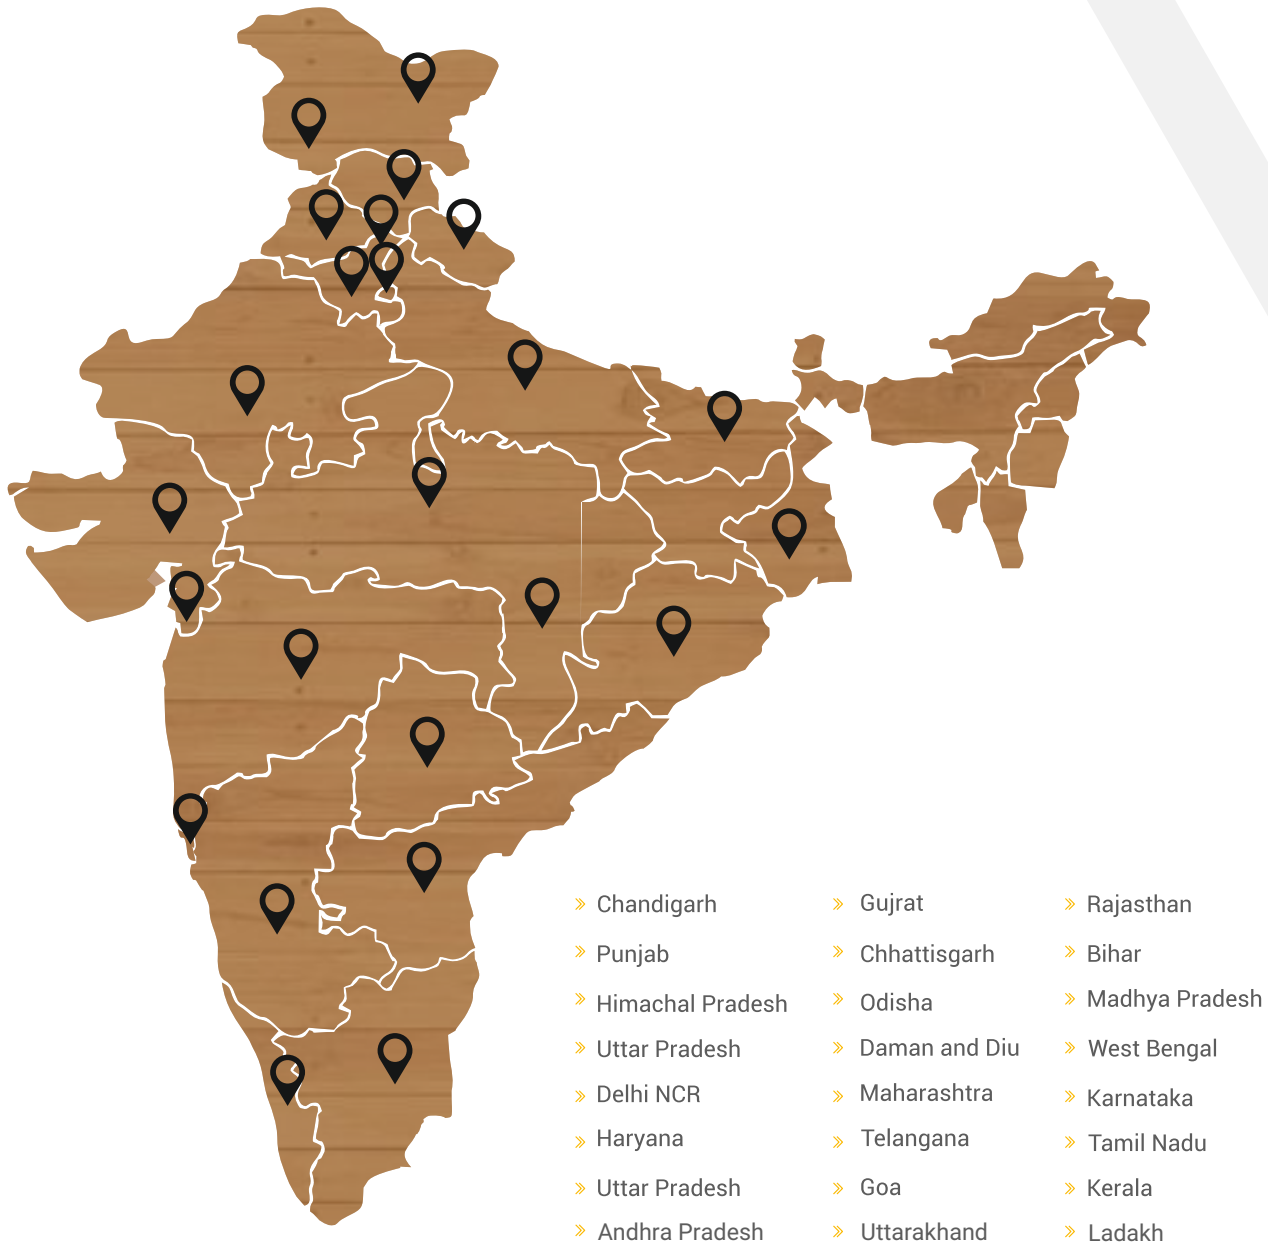 Chandigarh
Punjab
Himachal Pradesh
Uttar Pradesh
Delhi NCR
Haryana
Uttar Pradesh
Andhra Pradesh
Gujrat
Chhattisgarh
Odisha
Daman and Diu
Maharashtra
Telangana
Goa
Uttarakhand
Rajasthan
Bihar
Madhya Pradesh
West Bengal
Karnataka
Tamil Nadu
Kerala
Ladakh